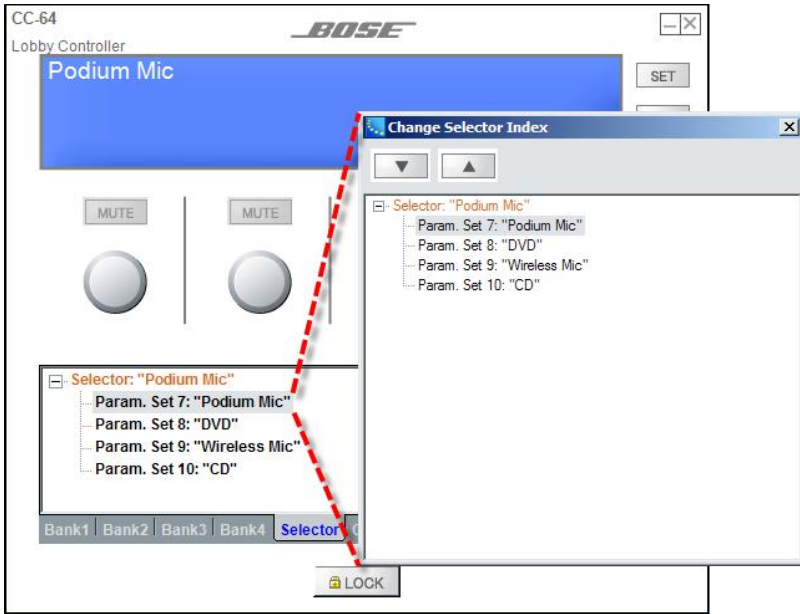 CC-64
BOSE
Lobby Controller
Podium Mic
SET
Change Selector Index
MUTE
MUTE
Selector: "Podium Mic"
Param. Set 7: "Podium Mic"
Param. Set 8: "DVD"
Param. Set 9: "Wireless Mic"
Param. Set 10: "CD"
Selector: "Podium Mic"
Param. Set 7: "Podium Mic"
Param. Set 8: "DVD"
Param. Set 9: "Wireless Mic"
Param. Set 10: "CD"
Bank1 Bank2 Bank3 Bank4 Selector
LOCK